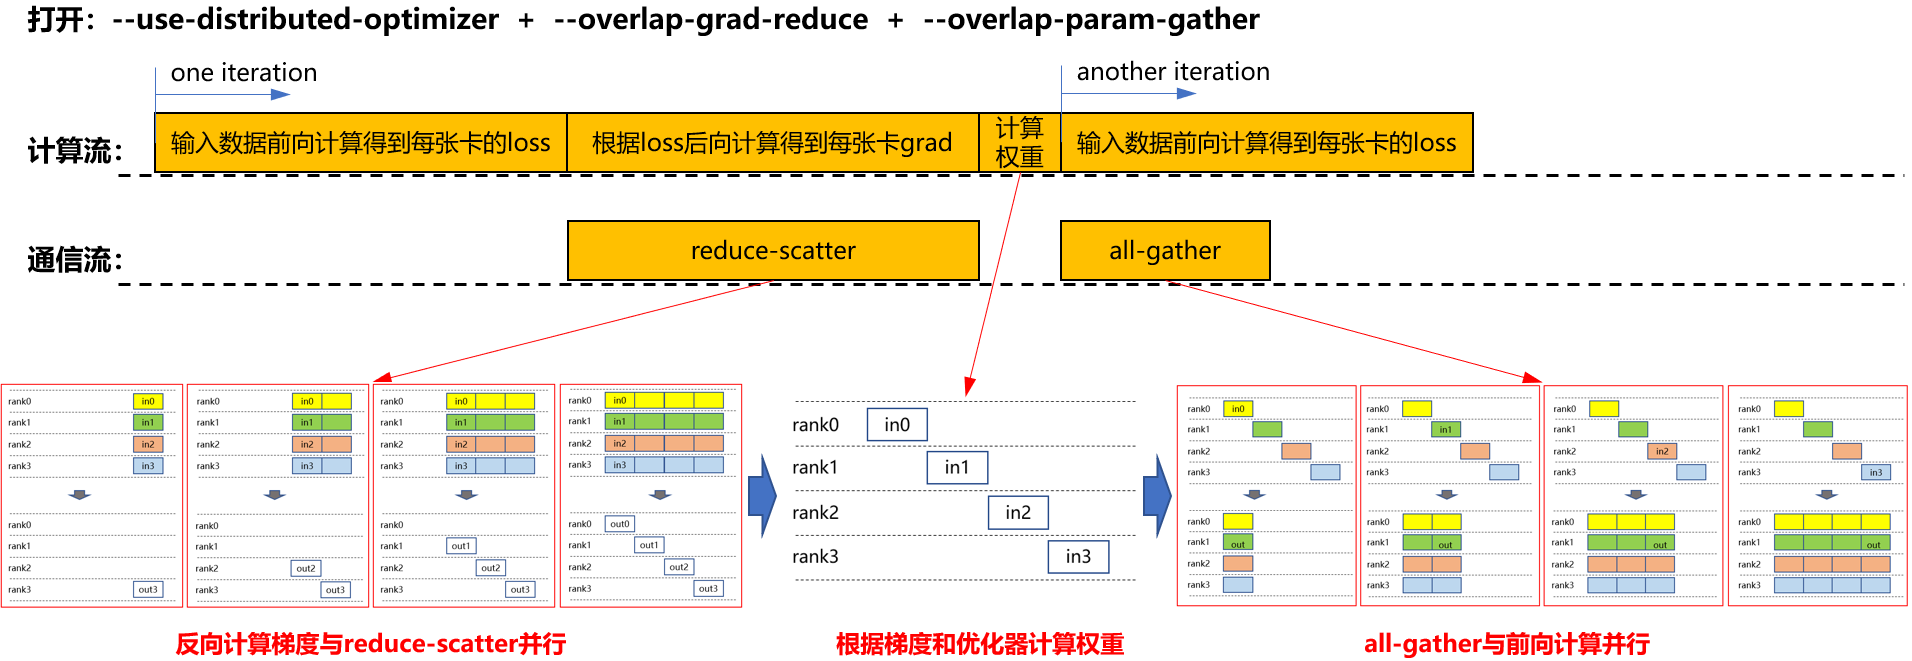 打开：--use-distributed-optimizer + --overlap-grad-reduce + --overlap-param-gather
one iteration
another iteration
计算流：
输入数据前向计算得到每张卡的loss
根据loss后向计算得到每张卡grad
计算
权重
输入数据前向计算得到每张卡的loss
通信流：
reduce-scatter
all-gather
rank0 in0
rank1 in1
rank2 in2
rank3 in3
rank0
rank1
rank2
rank3 out3
rank0 in0
rank1 in1
rank2 in2
rank3 in3
rank0
rank1
rank2 out2
rank3 out3
rank0 in0
rank1 in1
rank2 in2
rank3 in3
rank0
rank1 out1
rank2 out2
rank3 out3
rank0 in0
rank1 in1
rank2 in2
rank3 in3
rank0 out0
rank1 out1
rank2 out2
rank3 out3
rank0 in0
rank1 in1
rank2 in2
rank3 in3
rank0 in0
rank1
rank2
rank3
rank0
rank1 out
rank2
rank3
rank0
rank1 in1
rank2
rank3
rank0
rank1 out
rank2
rank3
rank0
rank1
rank2 in2
rank3
rank0
rank1 out
rank2
rank3
rank0
rank1
rank2
rank3 in3
rank0
rank1 out
rank2
rank3
反向计算梯度与reduce-scatter并行
根据梯度和优化器计算权重
all-gather与前向计算并行